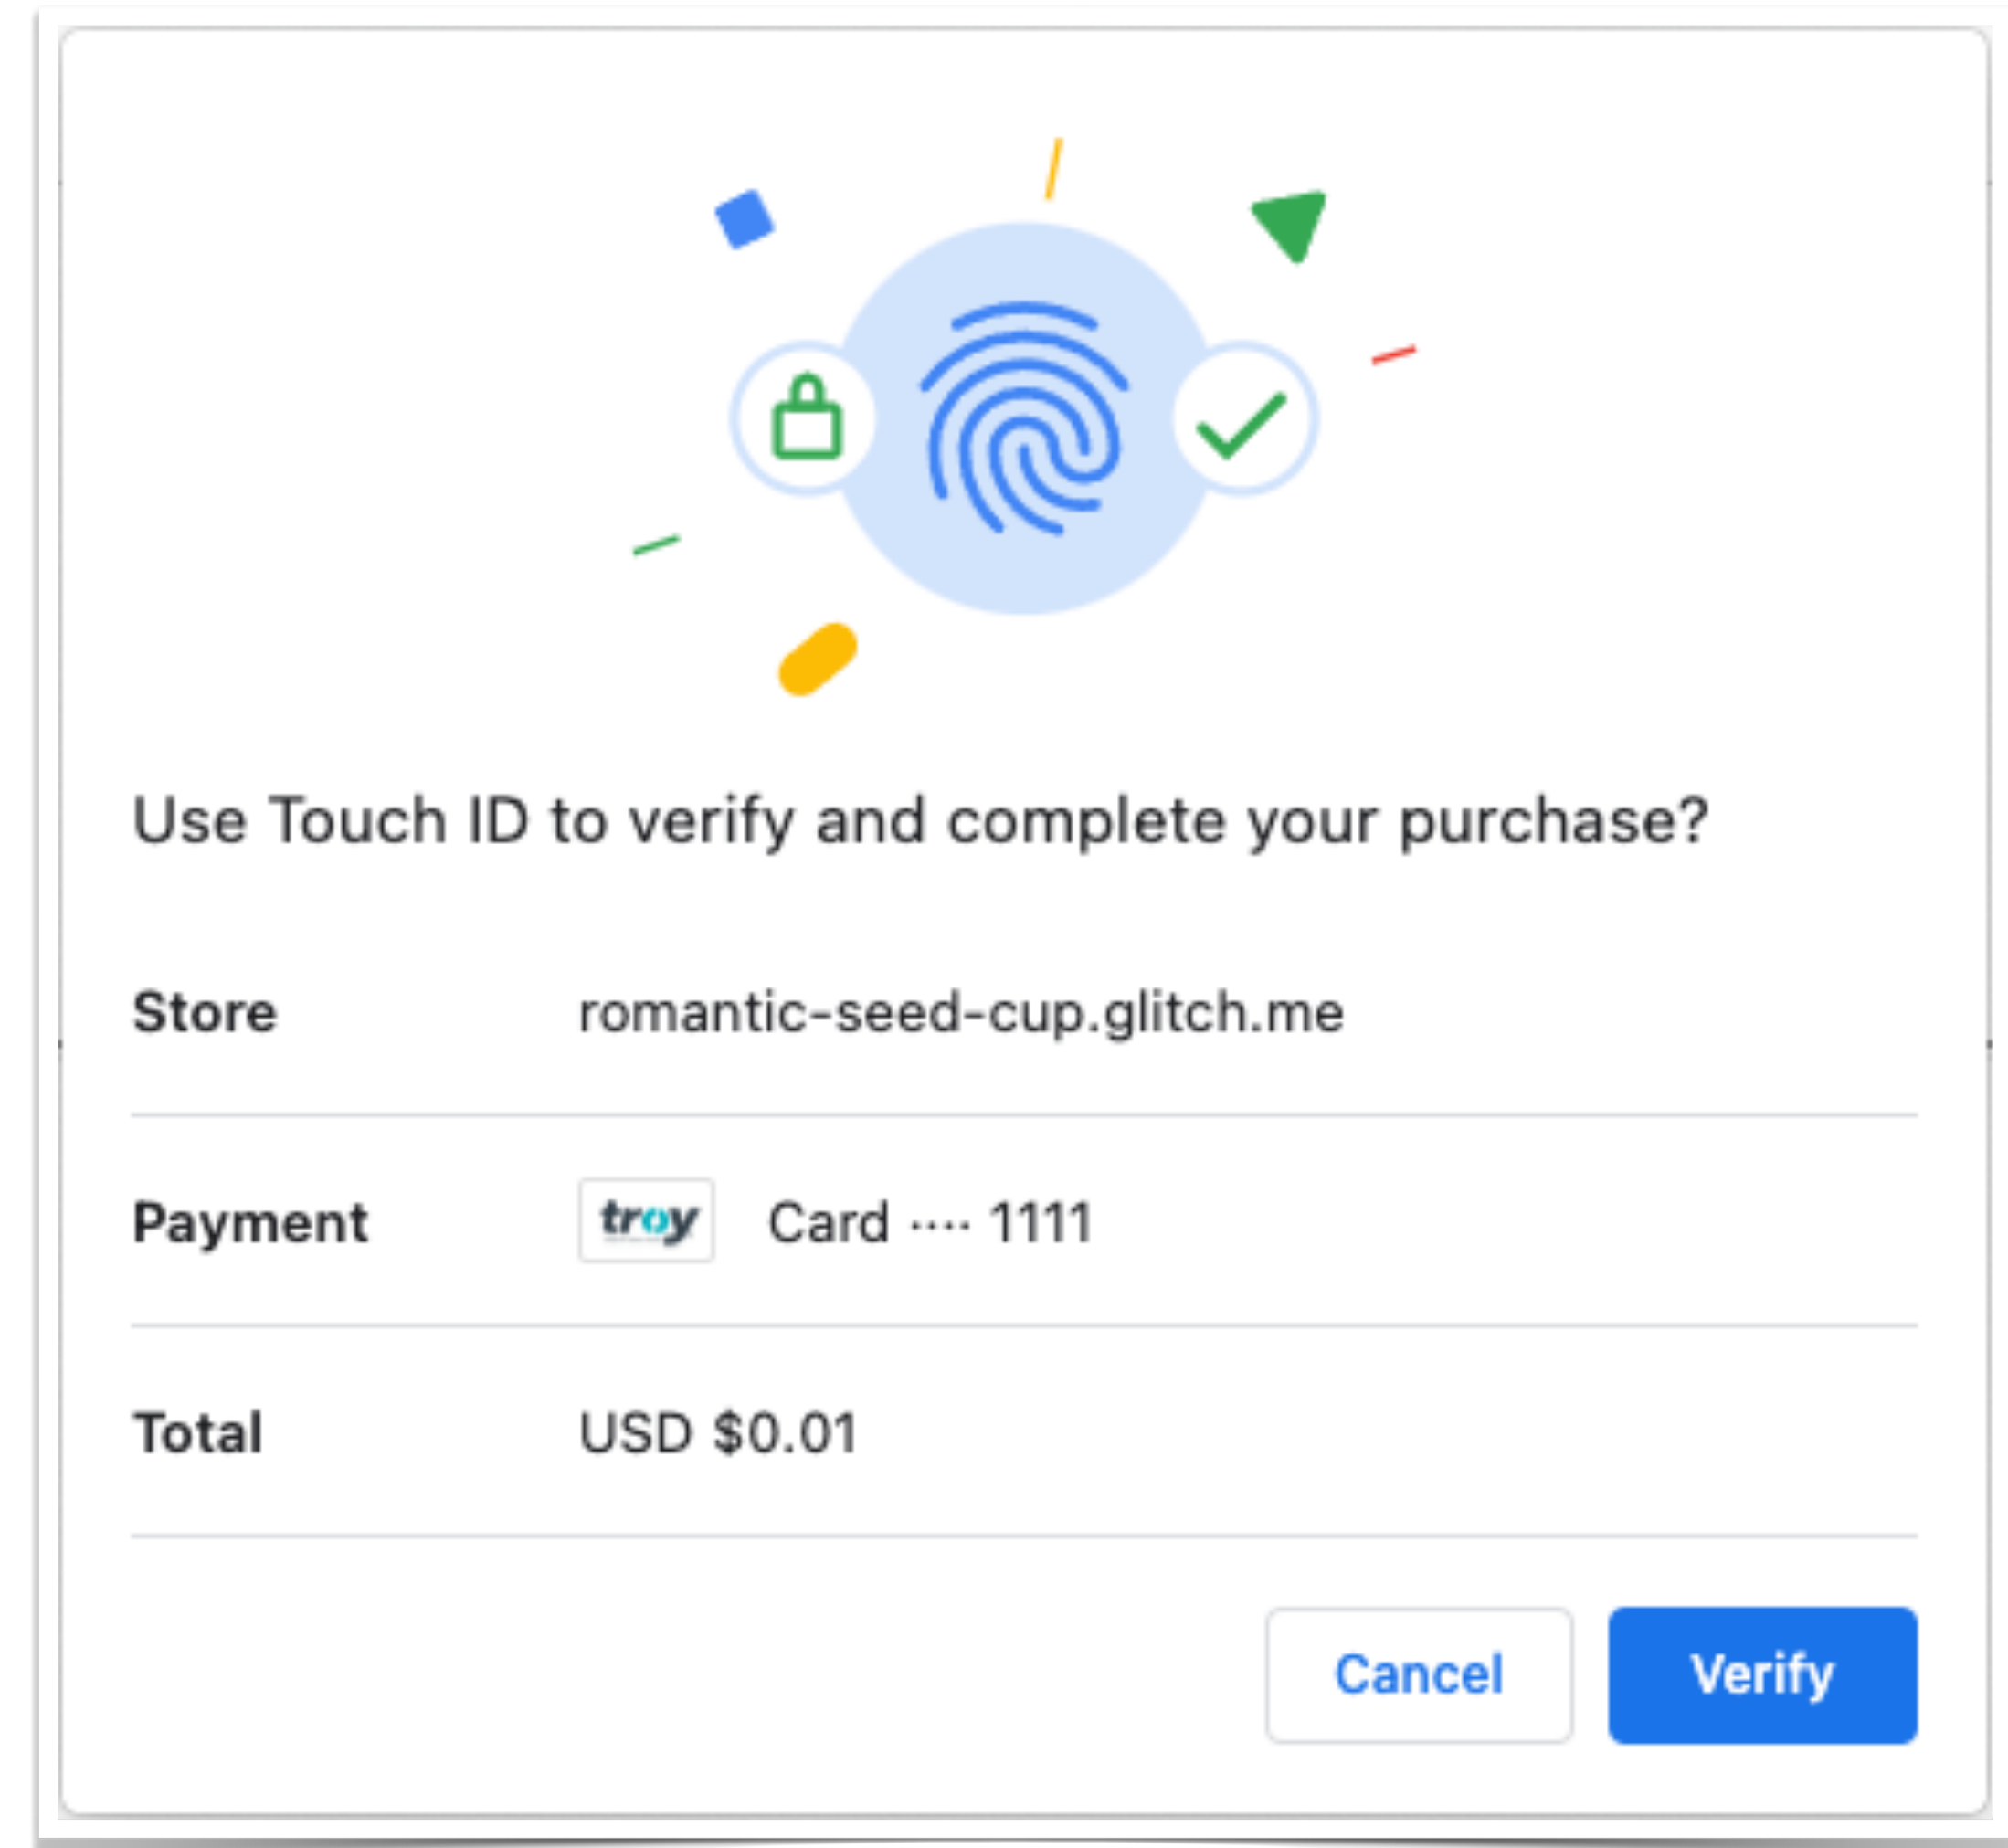 Use Touch ID to verify and complete your purchase?
Store romantic-seed-cup.glitch.me
Payment troy Card ···· 1111
Total USD $0.01
Cancel Verify